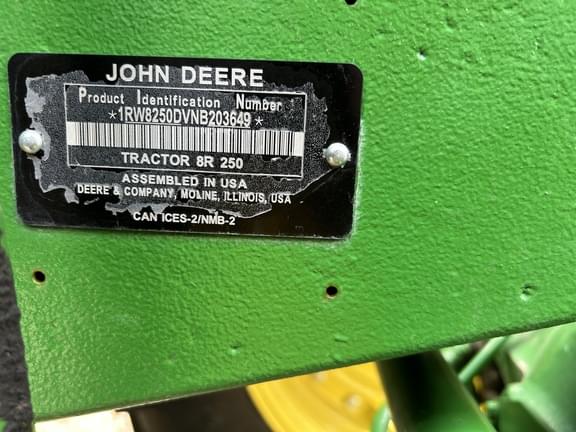 JOHN DEERE
Product Identification Number
*1RW8250DVNB203649*
TRACTOR 8R 250
ASSEMBLED IN USA
DEERE & COMPANY, MOLINE, ILLINOIS, USA
CAN ICES-2/NMB-2